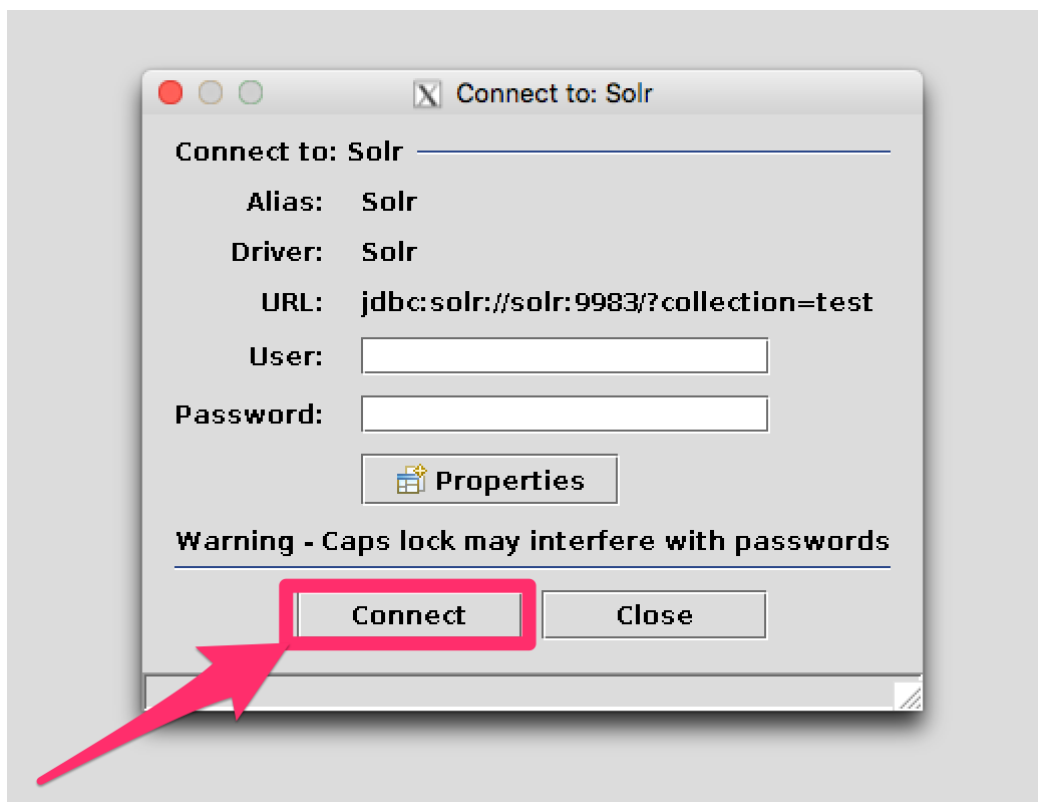 Connect to: Solr
Connect to: Solr
Alias: Solr
Driver: Solr
URL: jdbc:solr://solr:9983/?collection=test
User:
Password:
Properties
Warning - Caps lock may interfere with passwords
Connect Close